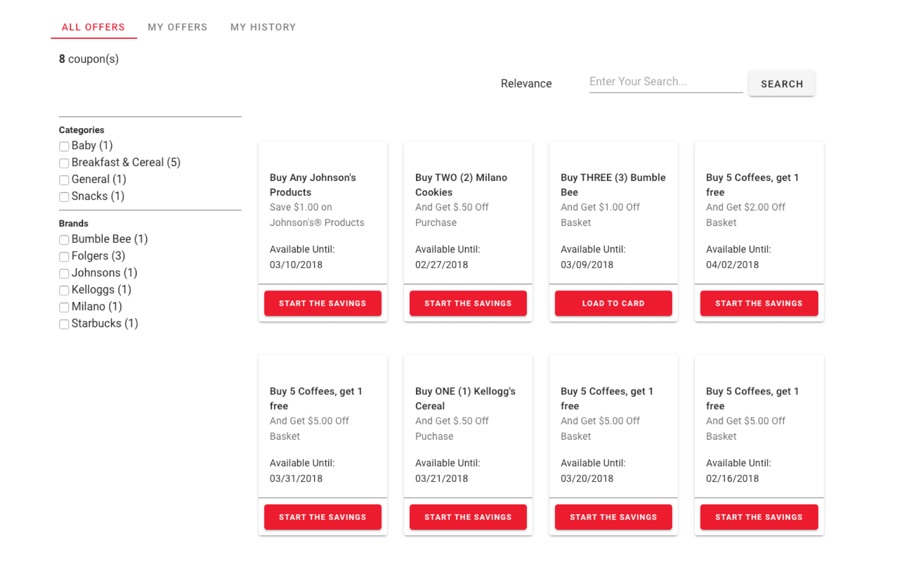 ALL OFFERS MY OFFERS MY HISTORY
8 coupon(s)
Relevance Enter Your Search... SEARCH
Categories
Baby (1)
Breakfast & Cereal (5)
General (1)
Snacks (1)
Brands
Bumble Bee (1)
Folgers (3)
Johnsons (1)
Kelloggs (1)
Milano (1)
Starbucks (1)
Buy Any Johnson's
Products
Save $1.00 on
Johnson's® Products
Available Until:
03/10/2018
START THE SAVINGS
Buy TWO (2) Milano
Cookies
And Get $.50 Off
Purchase
Available Until:
02/27/2018
START THE SAVINGS
Buy THREE (3) Bumble
Bee
And Get $1.00 Off
Basket
Available Until:
03/09/2018
LOAD TO CARD
Buy 5 Coffees, get 1
free
And Get $2.00 Off
Basket
Available Until:
04/02/2018
START THE SAVINGS
Buy 5 Coffees, get 1
free
And Get $5.00 Off
Basket
Available Until:
03/31/2018
START THE SAVINGS
Buy ONE (1) Kellogg's
Cereal
And Get $.50 Off
Puchase
Available Until:
03/21/2018
START THE SAVINGS
Buy 5 Coffees, get 1
free
And Get $5.00 Off
Basket
Available Until:
03/20/2018
START THE SAVINGS
Buy 5 Coffees, get 1
free
And Get $5.00 Off
Basket
Available Until:
02/16/2018
START THE SAVINGS